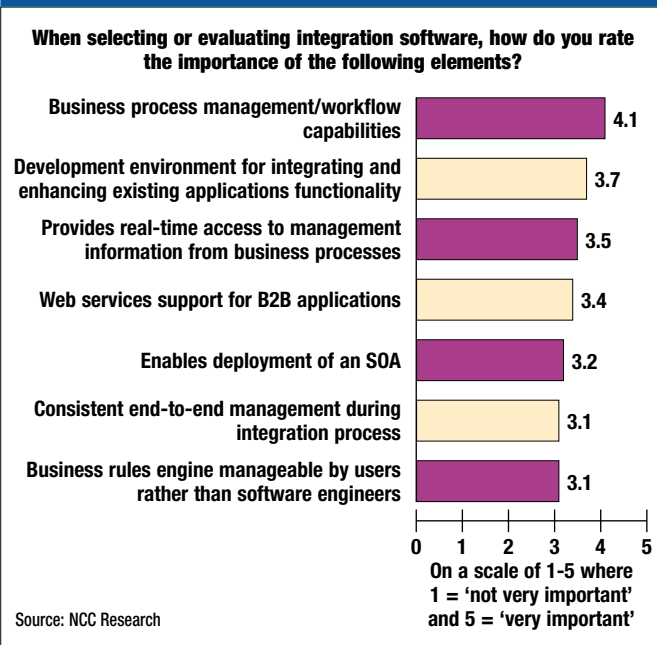 When selecting or evaluating integration software, how do you rate
the importance of the following elements?
Business process management/workflow
capabilities
4.1
Development environment for integrating and
enhancing existing applications functionality
3.7
Provides real-time access to management
information from business processes
3.5
Web services support for B2B applications
3.4
Enables deployment of an SOA
3.2
Consistent end-to-end management during
integration process
3.1
Business rules engine manageable by users
rather than software engineers
3.1
0 1 2 3 4 5
On a scale of 1-5 where
1 = ‘not very important’
and 5 = ‘very important’
Source: NCC Research